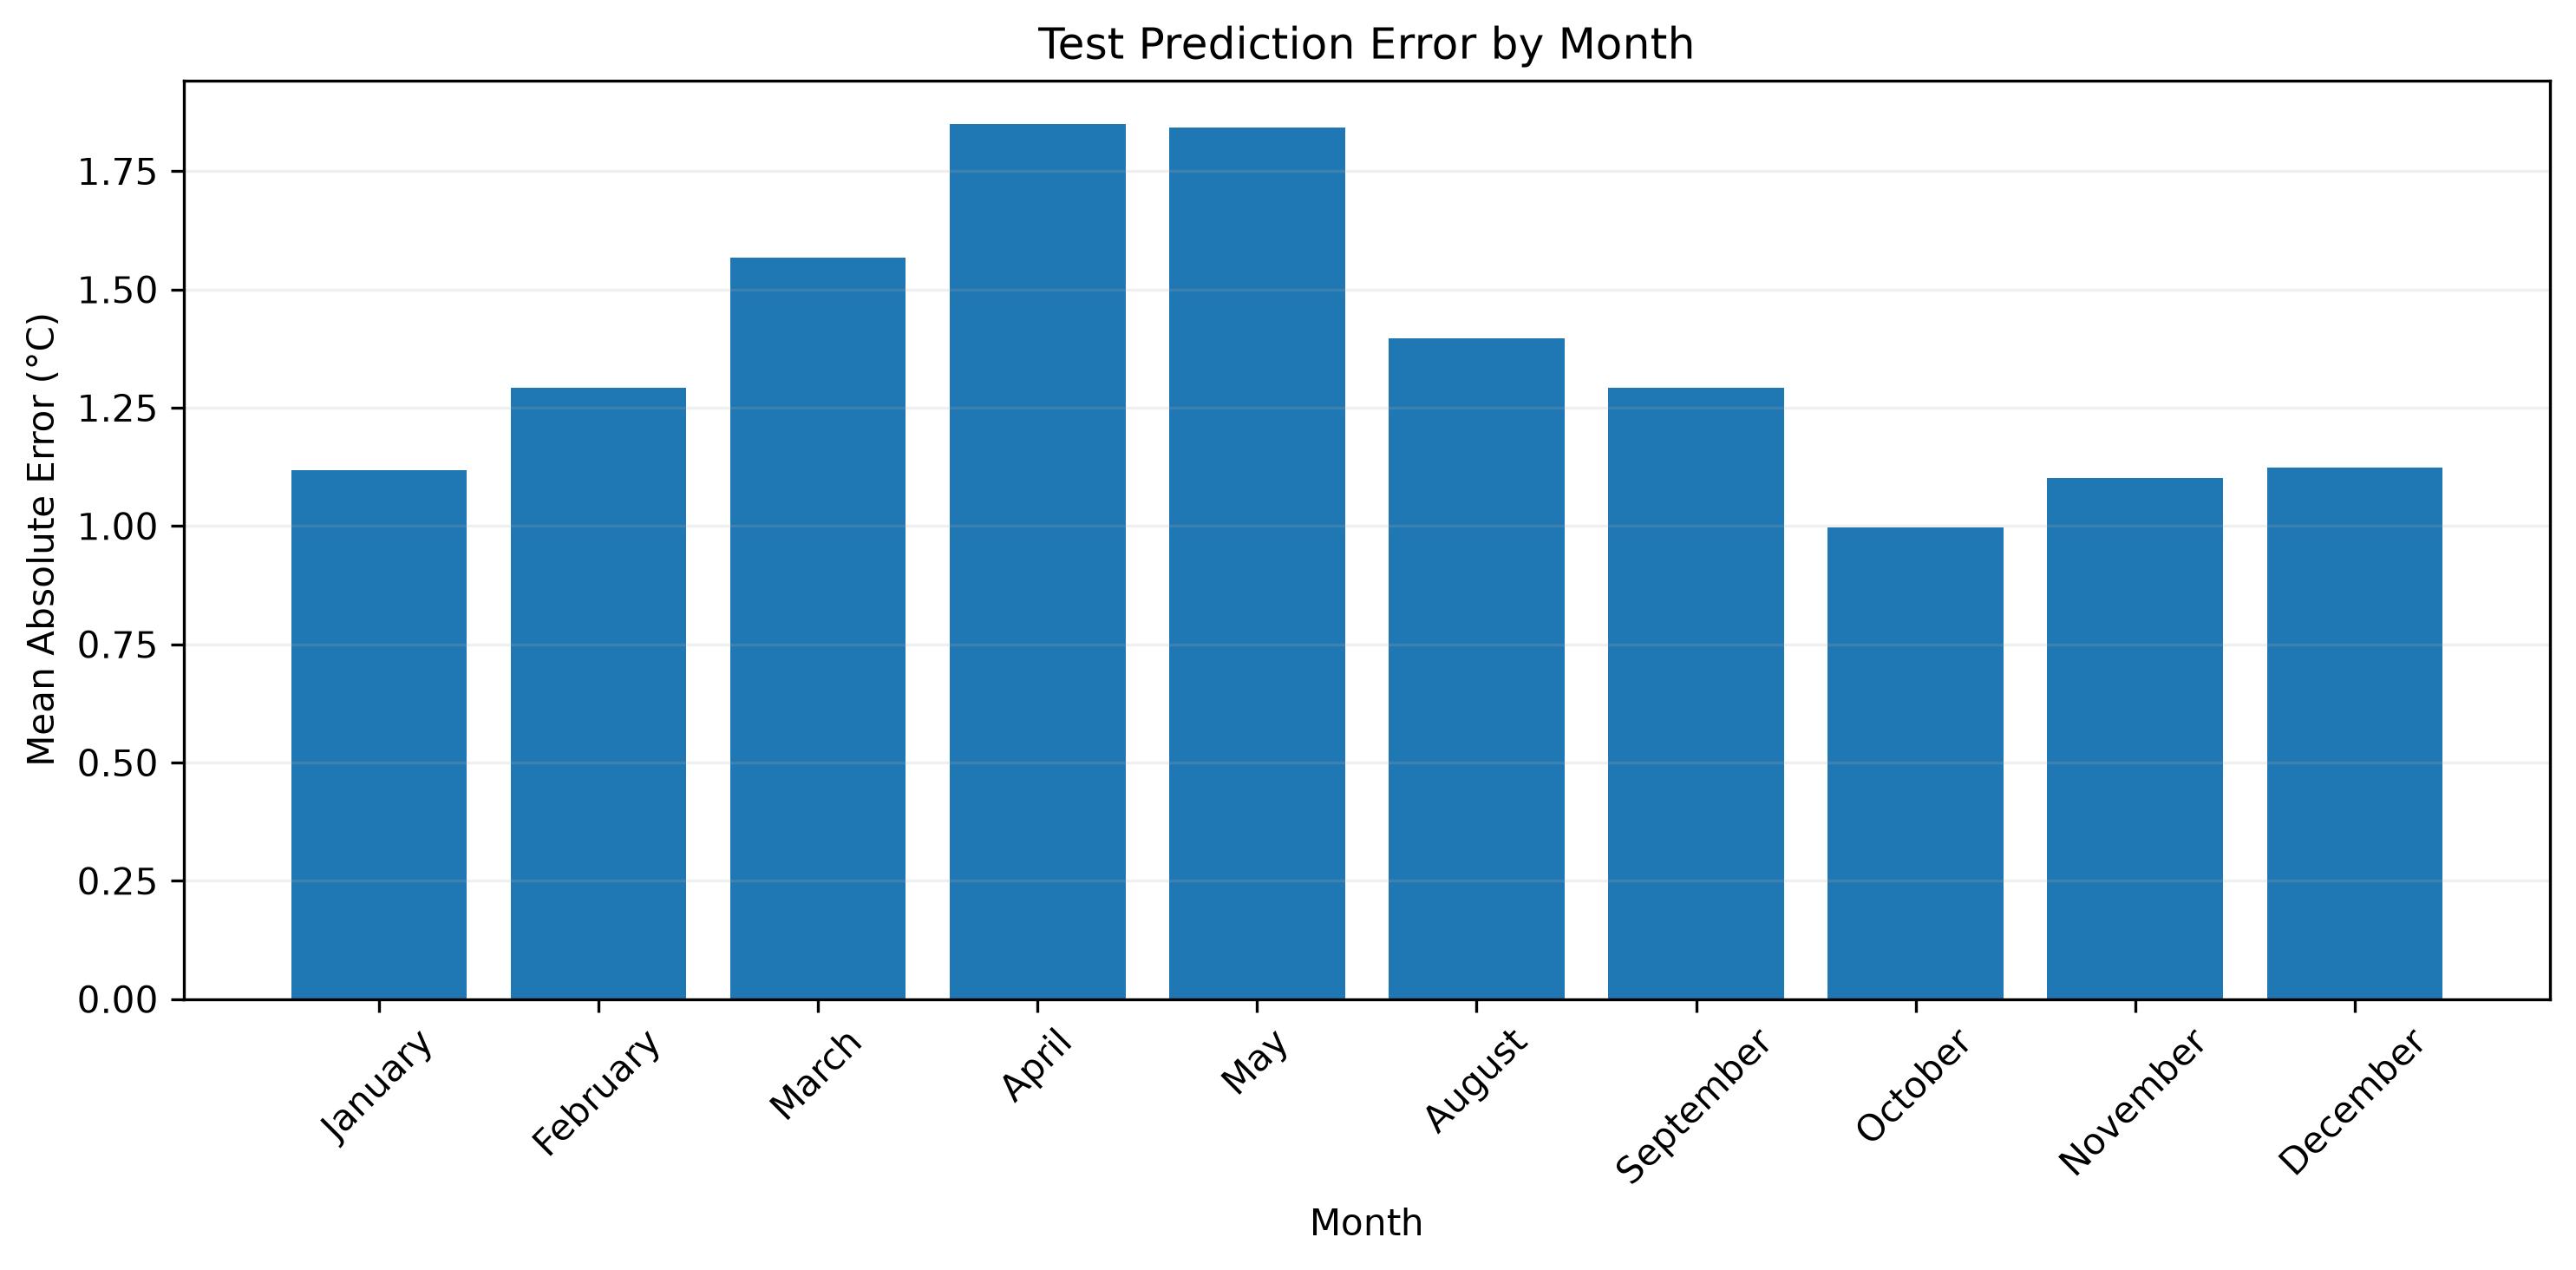 Test Prediction Error by Month
Mean Absolute Error (°C)
1.75
1.50
1.25
1.00
0.75
0.50
0.25
0.00
January
February
March
April
May
August
September
October
November
December
Month